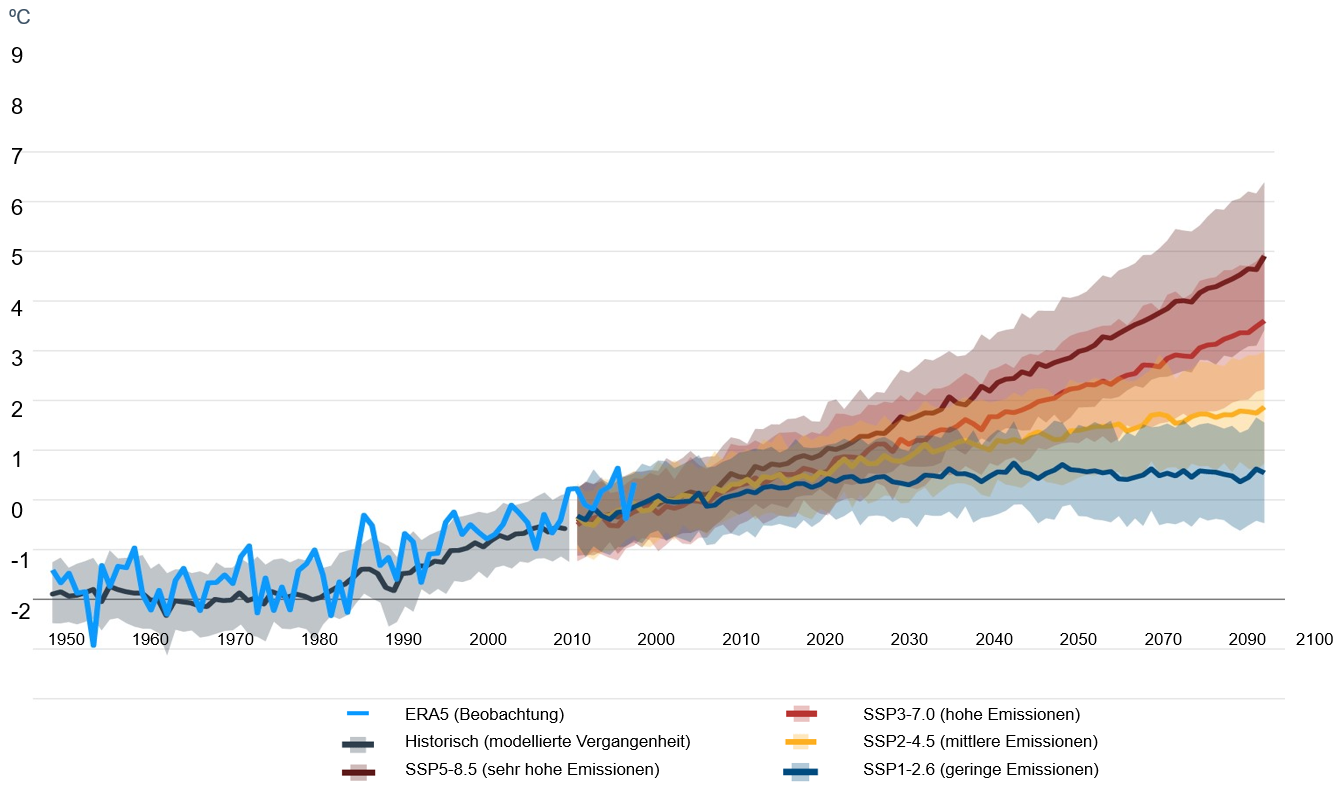 ºC
9
8
7
6
5
4
3
2
1
0
-1
-2
1950 1960 1970 1980 1990 2000 2010 2000 2010 2020 2030 2040 2050 2070 2090 2100
ERA5 (Beobachtung)
Historisch (modellierte Vergangenheit)
SSP5-8.5 (sehr hohe Emissionen)
SSP3-7.0 (hohe Emissionen)
SSP2-4.5 (mittlere Emissionen)
SSP1-2.6 (geringe Emissionen)